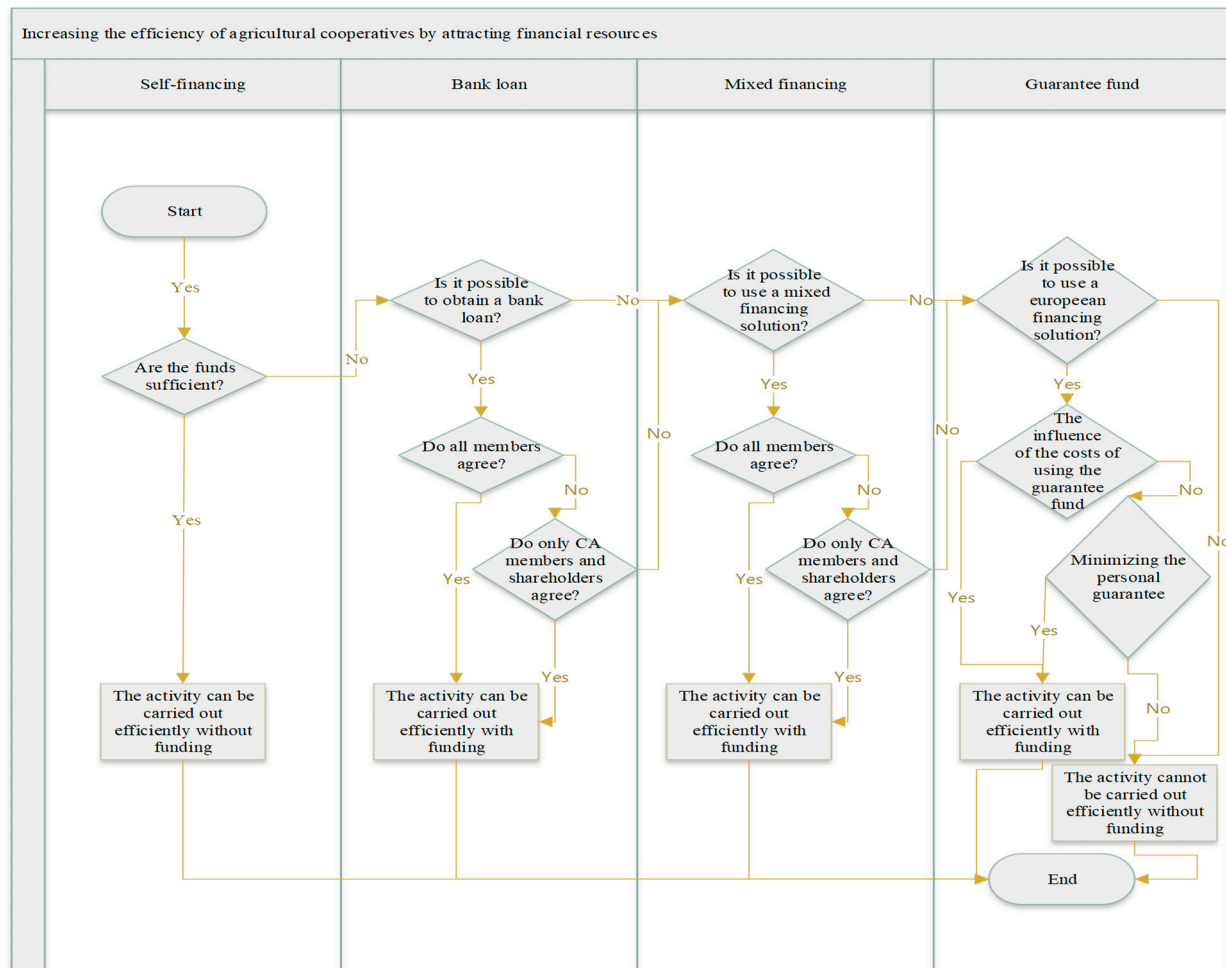 Increasing the efficiency of agricultural cooperatives by attracting financial resources
Self-financing
Bank loan
Mixed financing
Guarantee fund
Start
Yes
Are the funds
sufficient?
No
Yes
The activity can be
carried out
efficiently without
funding
Is it possible
to obtain a bank
loan?
No
Yes
Do all members
agree?
No
Do only CA
members and
shareholders
agree?
No
Yes
Yes
The activity can be
carried out
efficiently with
funding
Is it possible
to use a mixed
financing
solution?
No
Yes
Do all members
agree?
No
Do only CA
members and
shareholders
agree?
No
Yes
Yes
The activity can be
carried out
efficiently with
funding
Is it possible
to use a
europeean
financing
solution?
Yes
The
influence
of the costs of
using the
guarantee
fund
No
No
Minimizing the
personal
guarantee
Yes
Yes
No
The activity can be
carried out
efficiently with
funding
The activity cannot
be carried out
efficiently without
funding
End